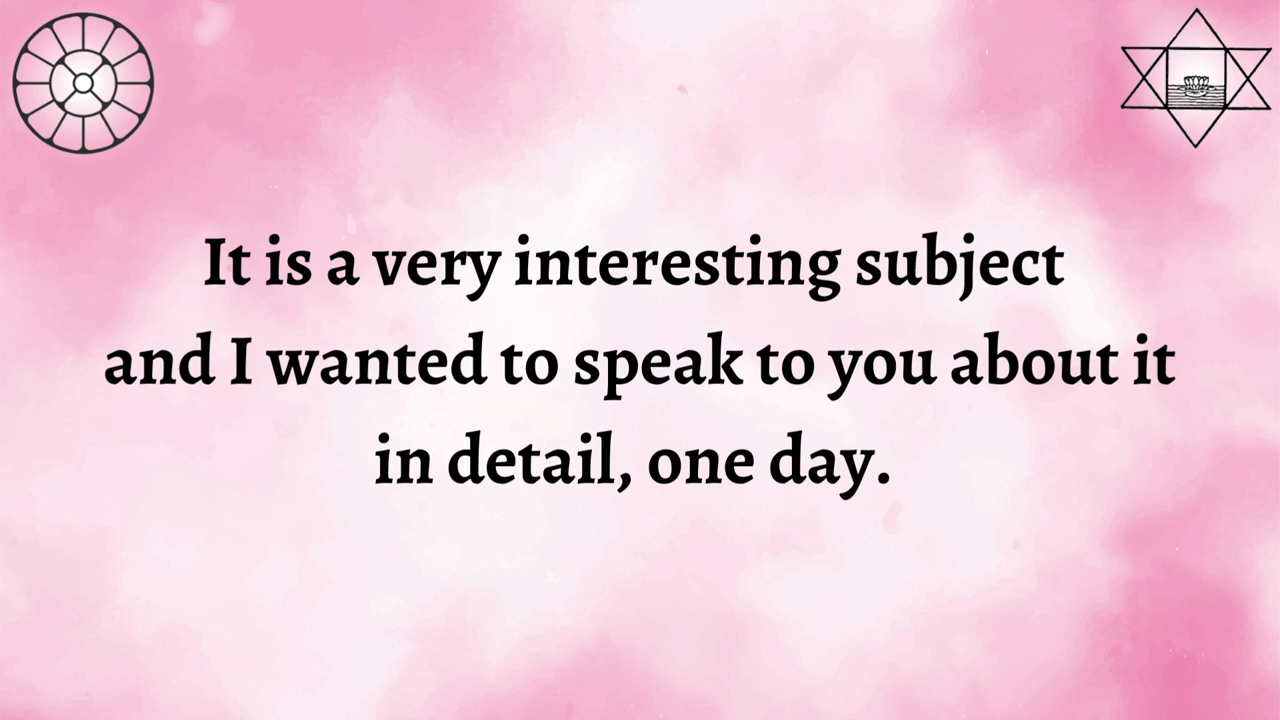 It is a very interesting subject
and I wanted to speak to you about it
in detail, one day.